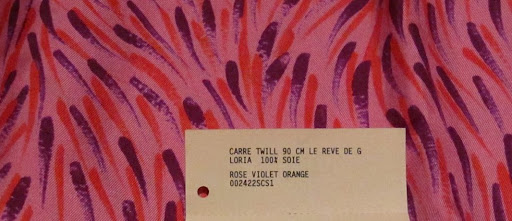 CARRE TWILL 90 CM LE REVE DE G
LORIA 100% SOIE
ROSE VIOLET ORANGE
002422SCS1